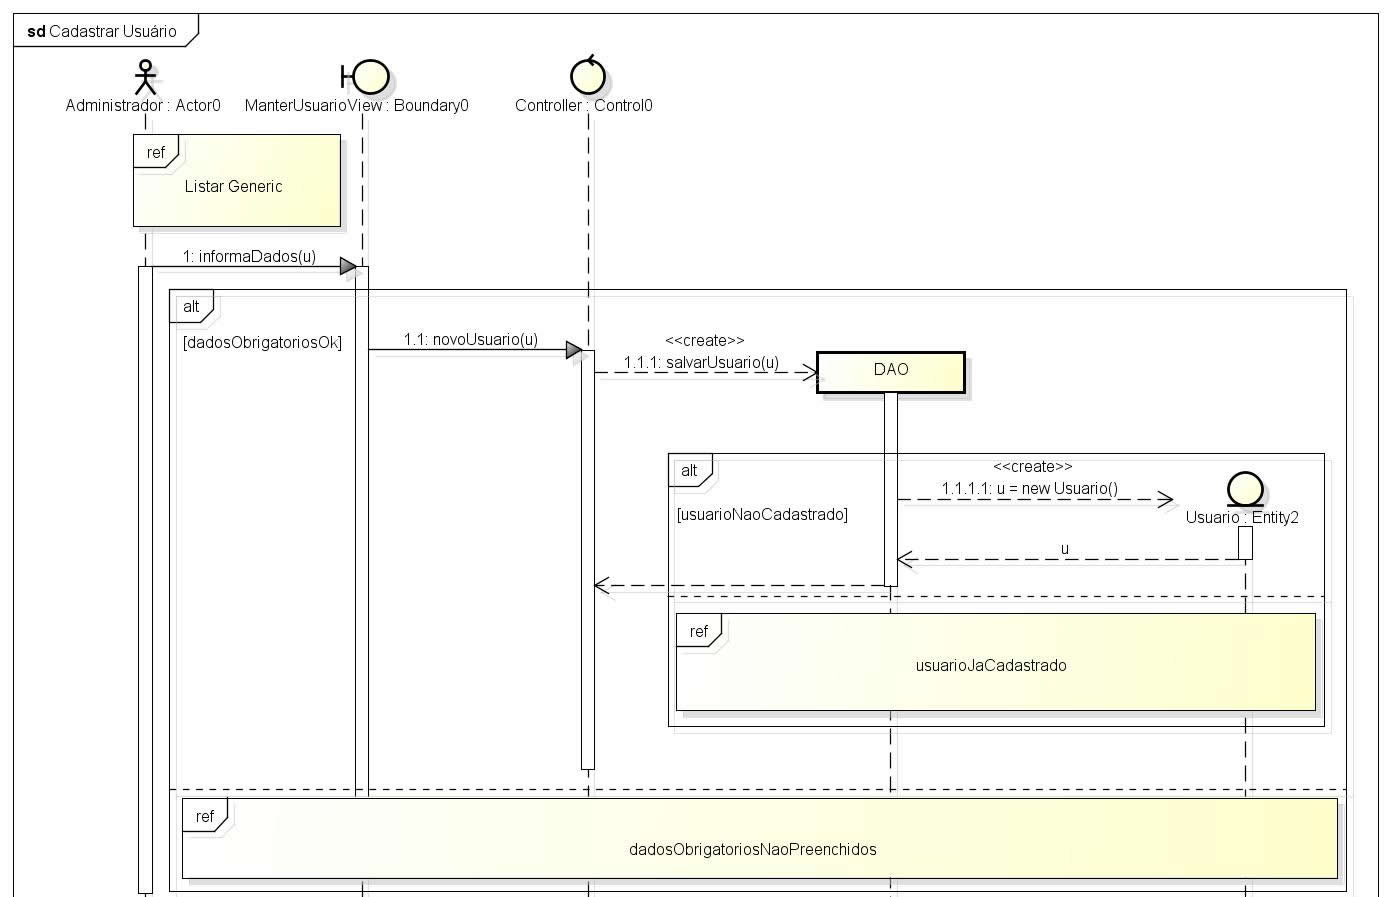 sd Cadastrar Usuário
Administrador : Actor0
ManterUsuarioView : Boundary0
Controller : Control0
ref
Listar Generic
1: informaDados(u)
alt
[dadosObrigatoriosOk]
1.1: novoUsuario(u)
<<create>>
1.1.1: salvarUsuario(u)
DAO
alt
[usuarioNaoCadastrado]
<<create>>
1.1.1.1: u = new Usuario()
Usuario : Entity2
u
ref
usuarioJaCadastrado
ref
dadosObrigatoriosNaoPreenchidos